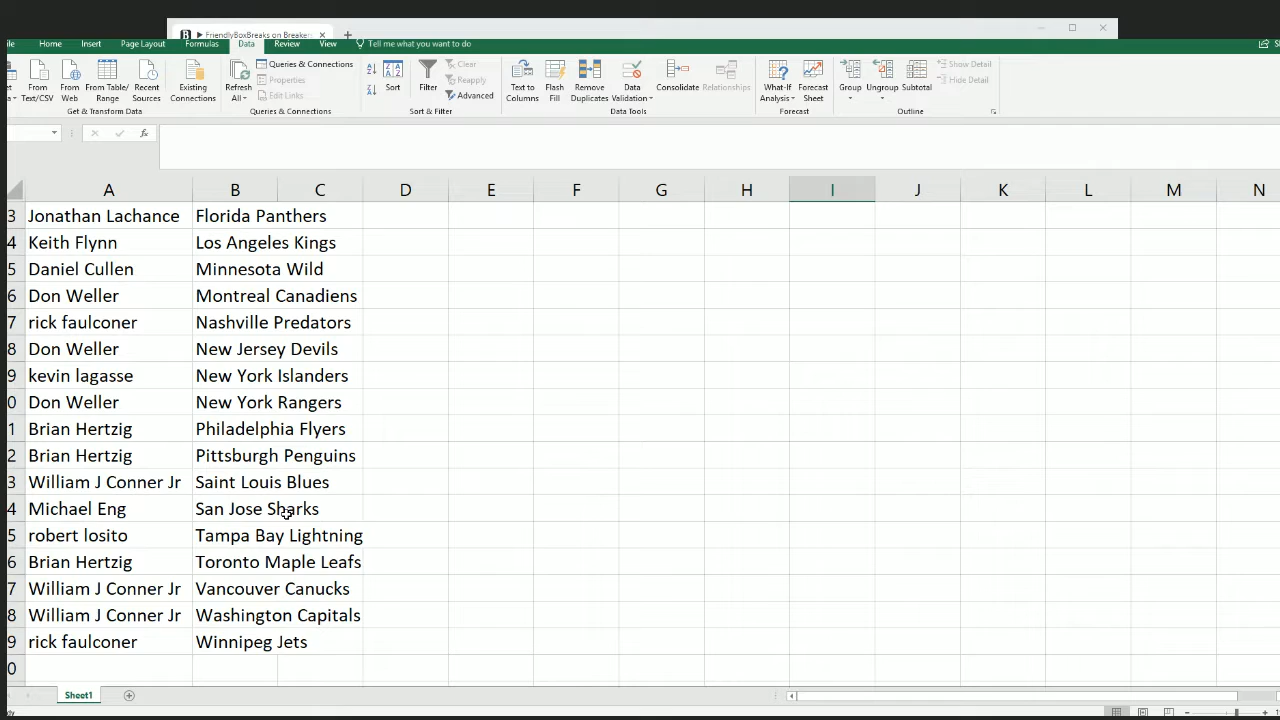 FriendlyBoxBreaks on Breaker
ile Home Insert Page Layout Formulas Data Review View Tell me what you want to do
From Text/CSV From Web From Table/Range Recent Sources Existing Connections Refresh All Queries & Connections Properties Edit Links Sort Filter Clear Reapply Advanced Text to Columns Flash Fill Remove Duplicates Data Validation Consolidate Relationships What-If Analysis Forecast Sheet Group Ungroup Subtotal Show Detail Hide Detail
Get & Transform Data Queries & Connections Sort & Filter Data Tools Forecast Outline
fx
A B C D E F G H I J K L M N
3 Jonathan Lachance Florida Panthers
4 Keith Flynn Los Angeles Kings
5 Daniel Cullen Minnesota Wild
6 Don Weller Montreal Canadiens
7 rick faulconer Nashville Predators
8 Don Weller New Jersey Devils
9 kevin lagasse New York Islanders
0 Don Weller New York Rangers
1 Brian Hertzig Philadelphia Flyers
2 Brian Hertzig Pittsburgh Penguins
3 William J Conner Jr Saint Louis Blues
4 Michael Eng San Jose Sharks
5 robert losito Tampa Bay Lightning
6 Brian Hertzig Toronto Maple Leafs
7 William J Conner Jr Vancouver Canucks
8 William J Conner Jr Washington Capitals
9 rick faulconer Winnipeg Jets
0
Sheet1